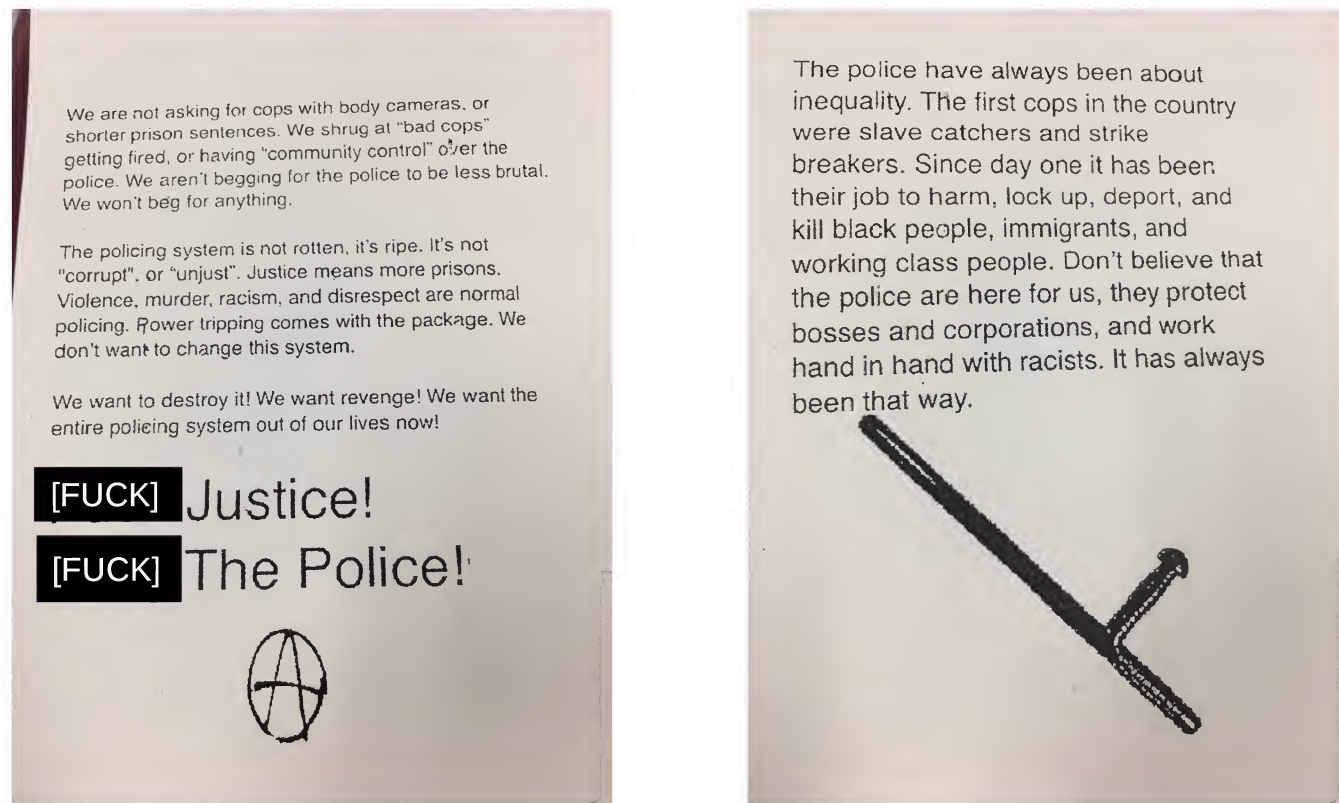 We are not asking for cops with body cameras, or
shorter prison sentences. We shrug at "bad cops"
getting fired, or having "community control" over the
police. We aren't begging for the police to be less brutal.
We won't beg for anything.
The policing system is not rotten, it's ripe. It's not
"corrupt", or "unjust". Justice means more prisons.
Violence, murder, racism, and disrespect are normal
policing. Power tripping comes with the package. We
don't want to change this system.
We want to destroy it! We want revenge! We want the
entire policing system out of our lives now!
[FUCK] Justice!
[FUCK] The Police!
The police have always been about
inequality. The first cops in the country
were slave catchers and strike
breakers. Since day one it has been
their job to harm, lock up, deport, and
kill black people, immigrants, and
working class people. Don't believe that
the police are here for us, they protect
bosses and corporations, and work
hand in hand with racists. It has always
been that way.